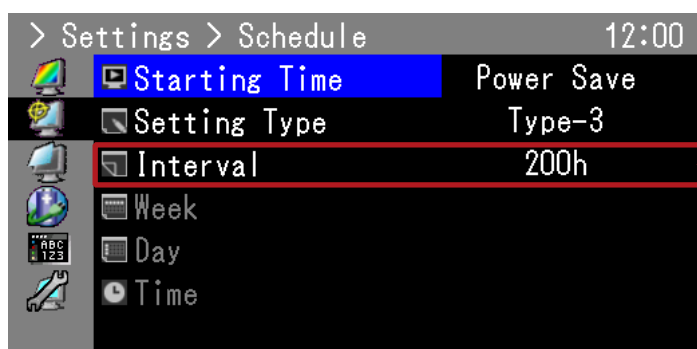 > Settings > Schedule 12:00
Starting Time Power Save
Setting Type Type-3
Interval 200h
Week
Day
ABC
123
Time